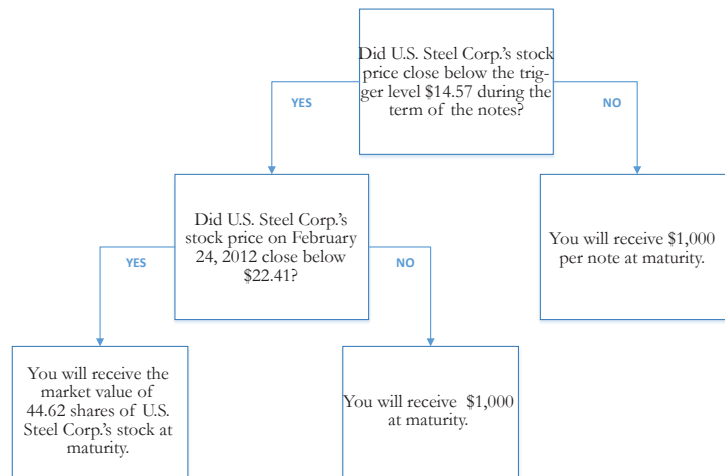 Did U.S. Steel Corp.'s stock
price close below the trig-
ger level $14.57 during the
term of the notes?
YES
NO
Did U.S. Steel Corp.'s
stock price on February
24, 2012 close below
$22.41?
You will receive $1,000
per note at maturity.
YES
NO
You will receive the
market value of
44.62 shares of U.S.
Steel Corp.'s stock at
maturity.
You will receive $1,000
at maturity.